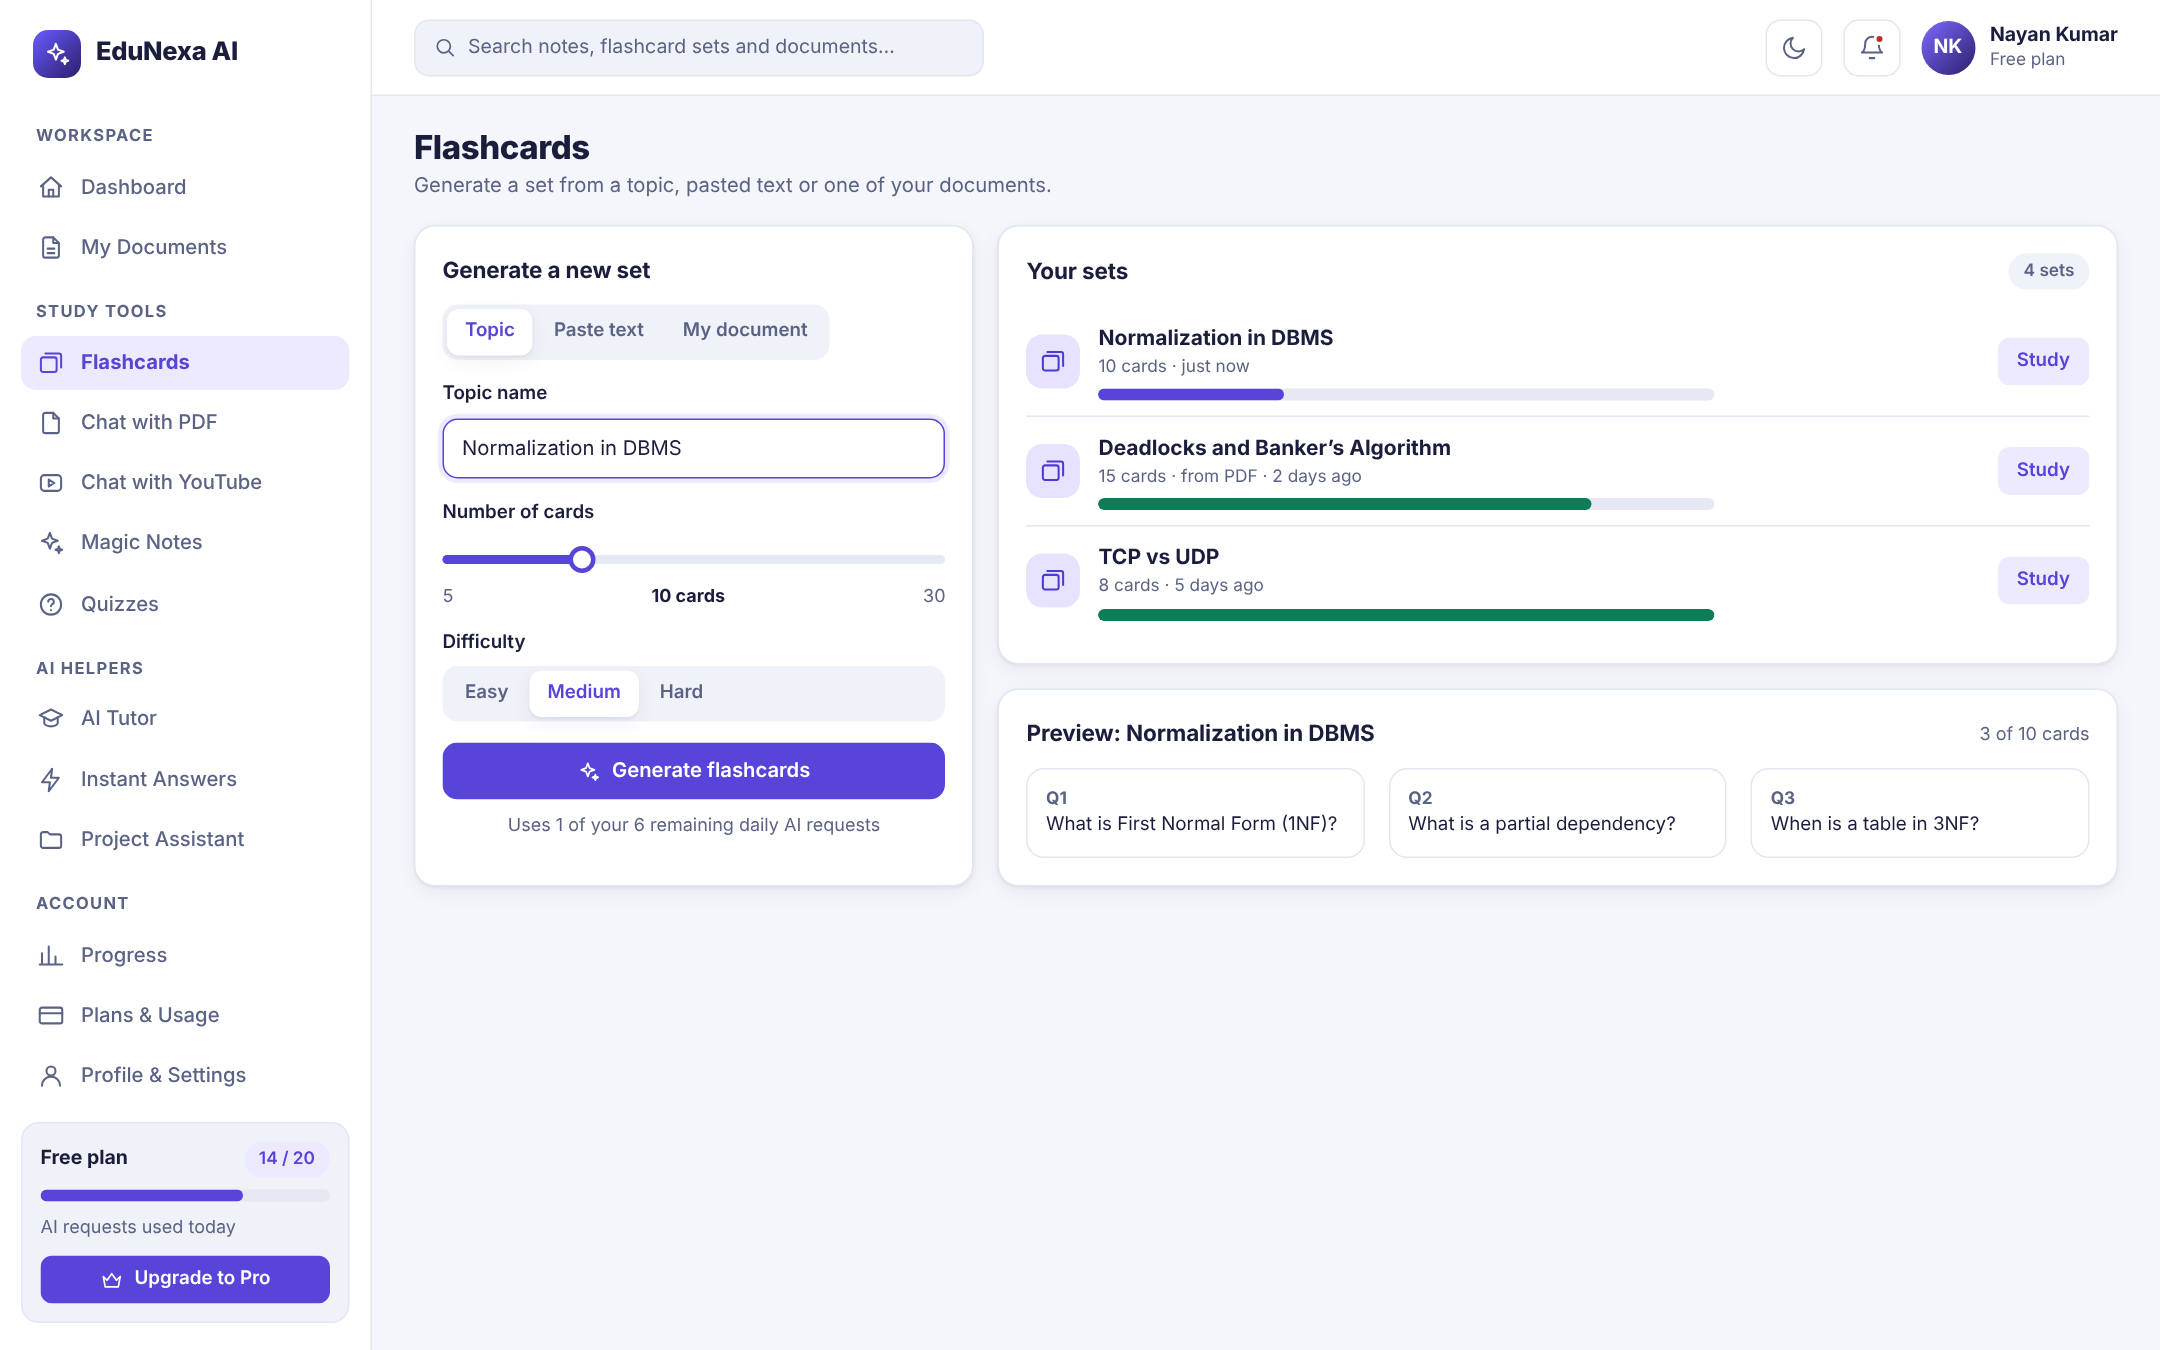 EduNexa AI
WORKSPACE
Dashboard
My Documents
STUDY TOOLS
Flashcards
Chat with PDF
Chat with YouTube
Magic Notes
Quizzes
AI HELPERS
AI Tutor
Instant Answers
Project Assistant
ACCOUNT
Progress
Plans & Usage
Profile & Settings
Free plan
14 / 20
AI requests used today
Upgrade to Pro
Search notes, flashcard sets and documents...
NK
Nayan Kumar
Free plan
Flashcards
Generate a set from a topic, pasted text or one of your documents.
Generate a new set
Topic
Paste text
My document
Topic name
Normalization in DBMS
Number of cards
5
10 cards
30
Difficulty
Easy
Medium
Hard
Generate flashcards
Uses 1 of your 6 remaining daily AI requests
Your sets
4 sets
Normalization in DBMS
10 cards · just now
Study
Deadlocks and Banker’s Algorithm
15 cards · from PDF · 2 days ago
Study
TCP vs UDP
8 cards · 5 days ago
Study
Preview: Normalization in DBMS
3 of 10 cards
Q1
What is First Normal Form (1NF)?
Q2
What is a partial dependency?
Q3
When is a table in 3NF?